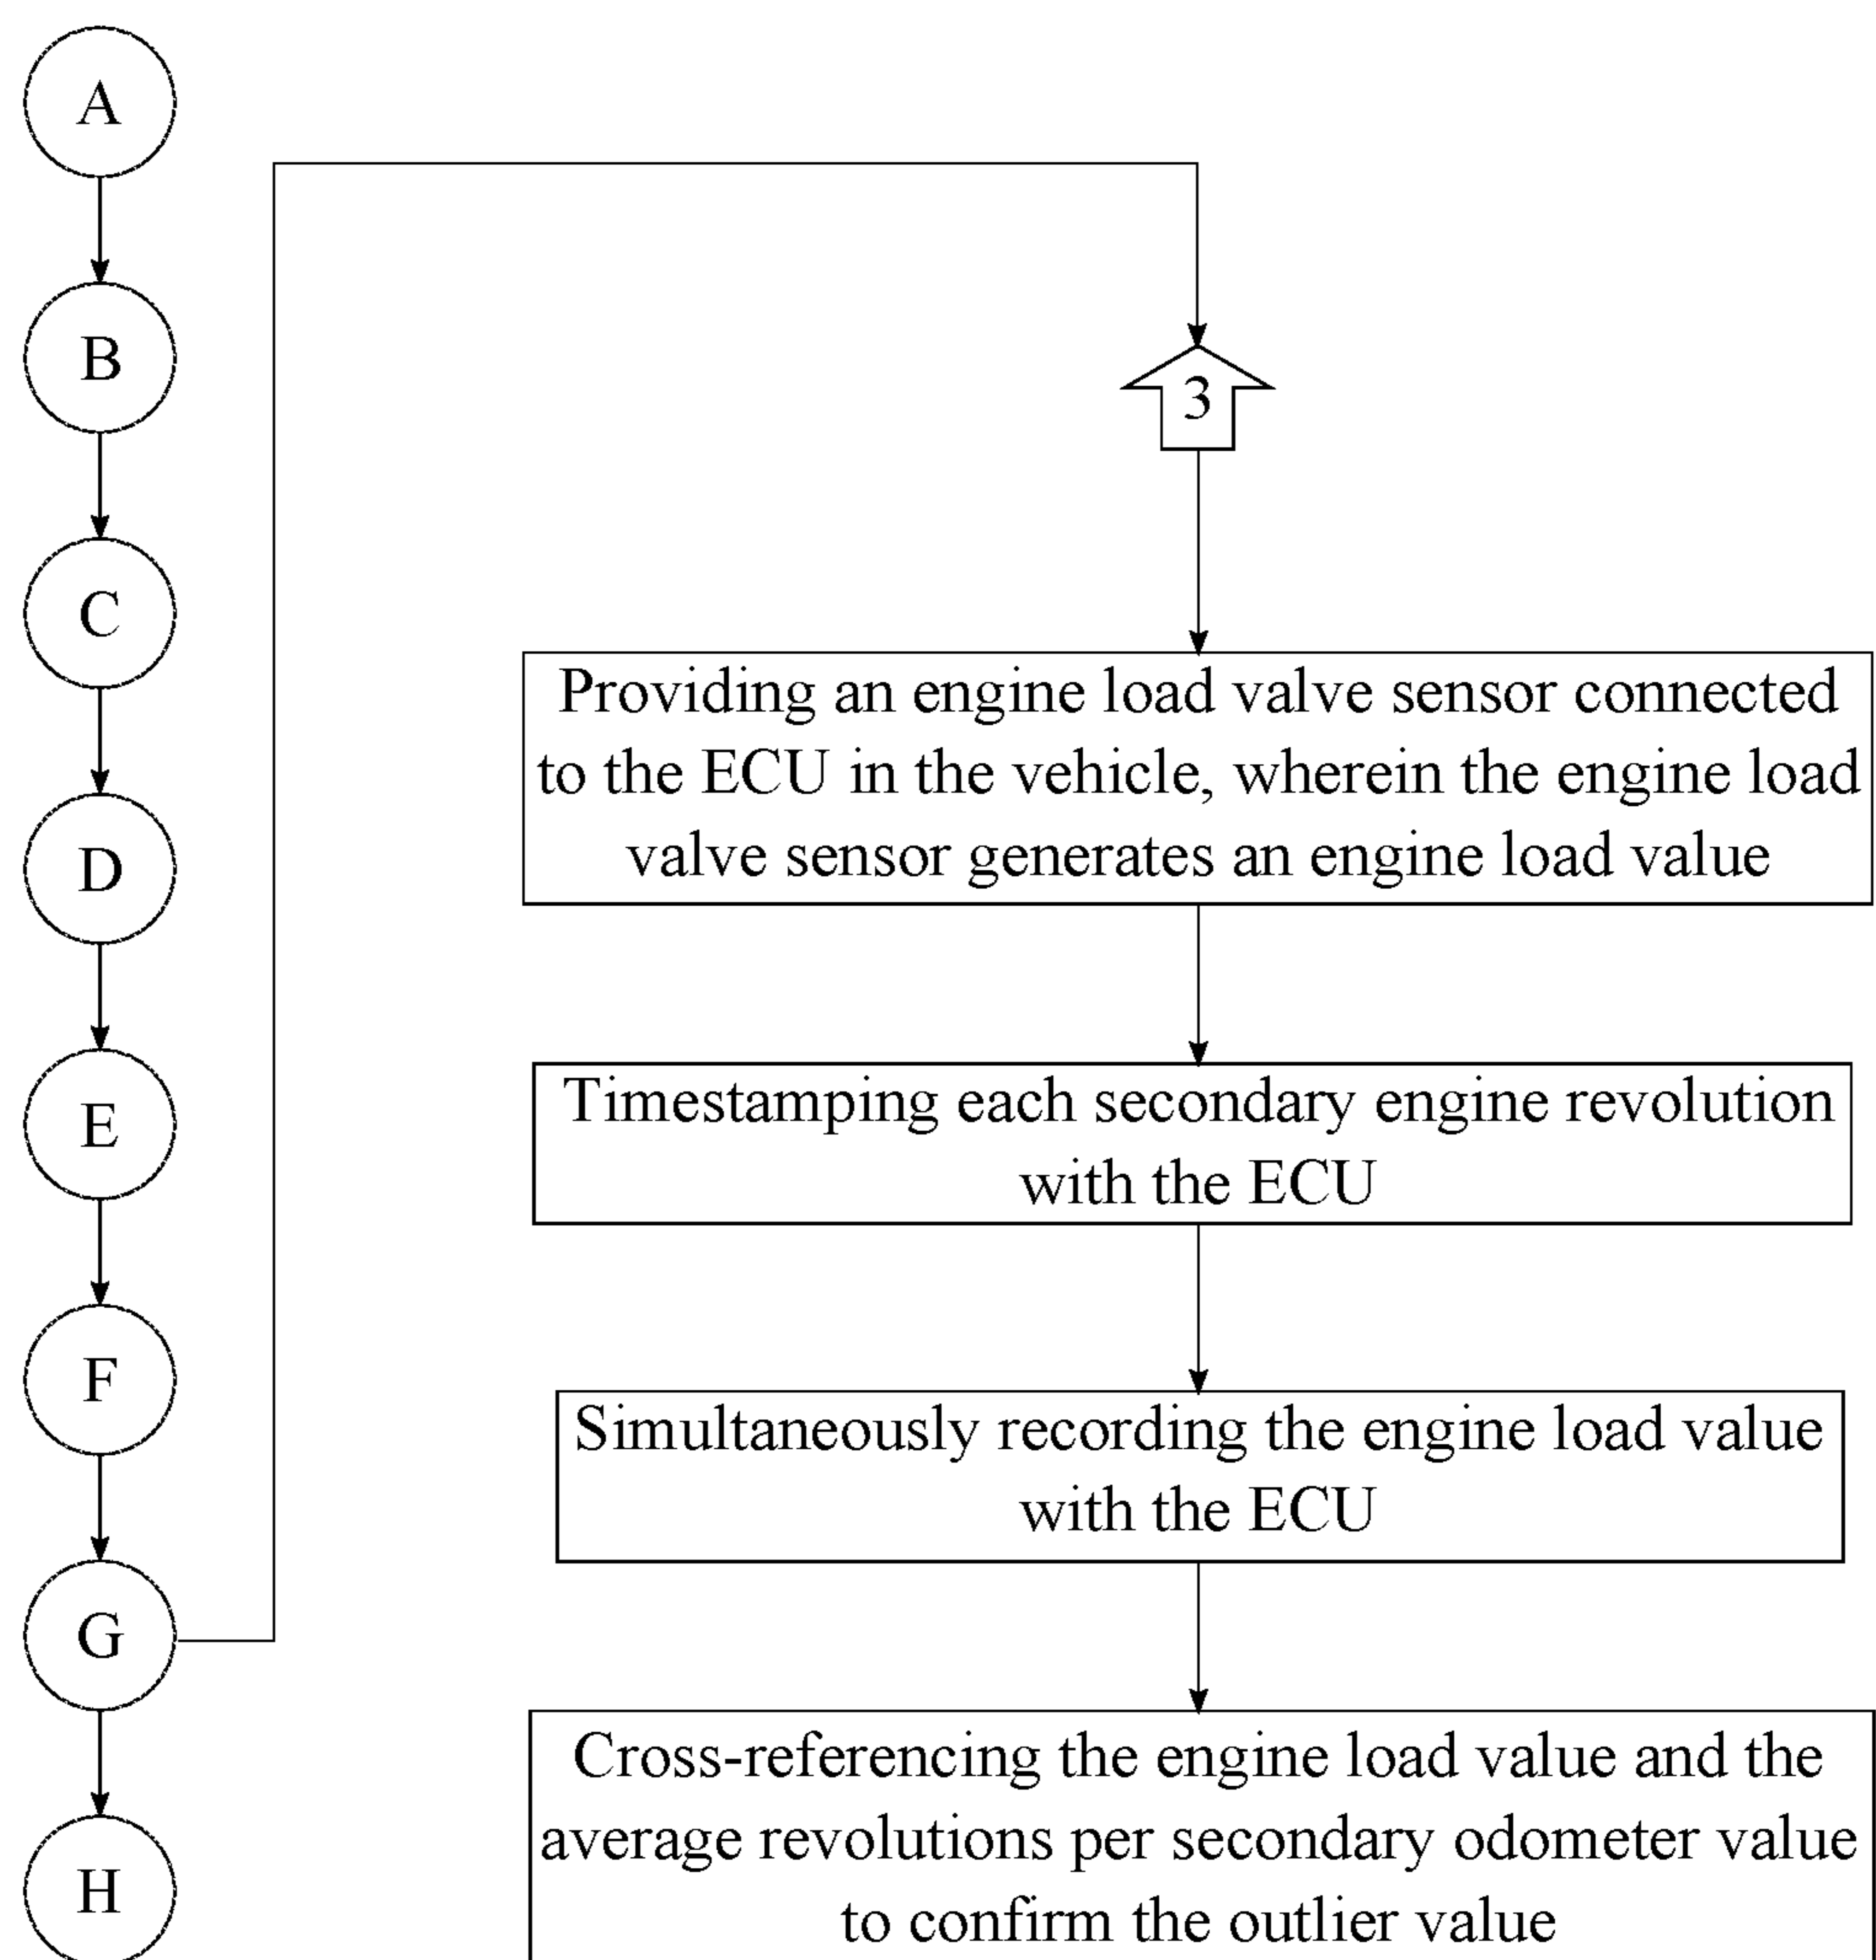 A
B
C
D
E
F
G
H
3
Providing an engine load valve sensor connected
to the ECU in the vehicle, wherein the engine load
valve sensor generates an engine load value
Timestamping each secondary engine revolution
with the ECU
Simultaneously recording the engine load value
with the ECU
Cross-referencing the engine load value and the
average revolutions per secondary odometer value
to confirm the outlier value